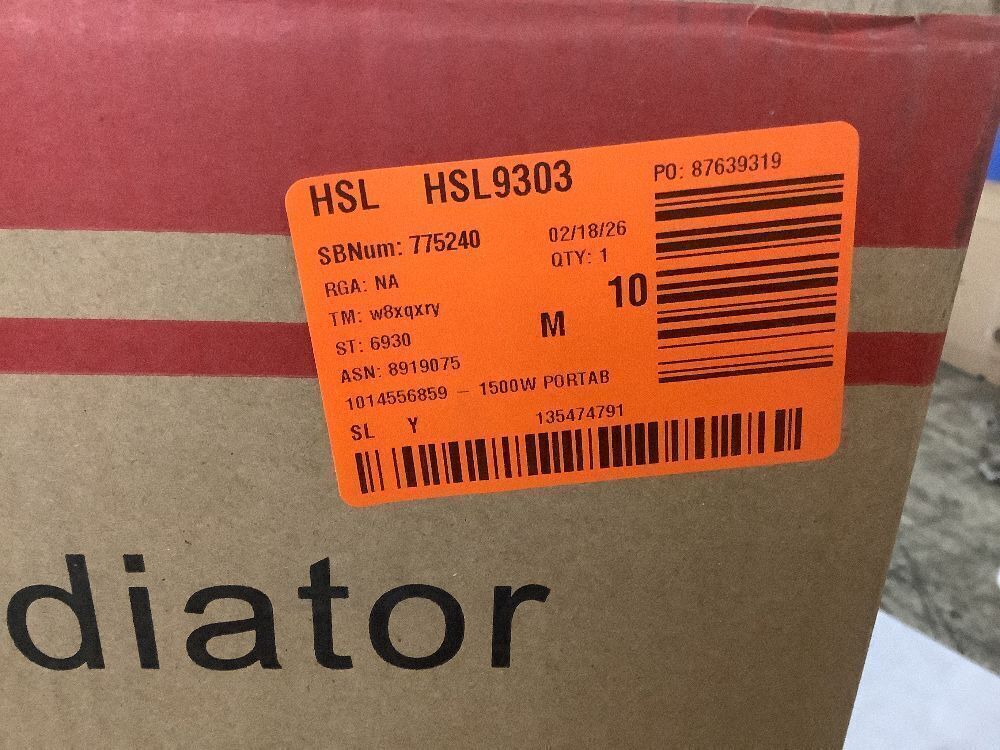 HSL HSL9303
PO: 87639319
SBNum: 775240
02/18/26
RGA: NA
QTY: 1
TM: w8xqxry
10
ST: 6930
M
ASN: 8919075
1014556859 – 1500W PORTAB
SL Y
135474791
diator